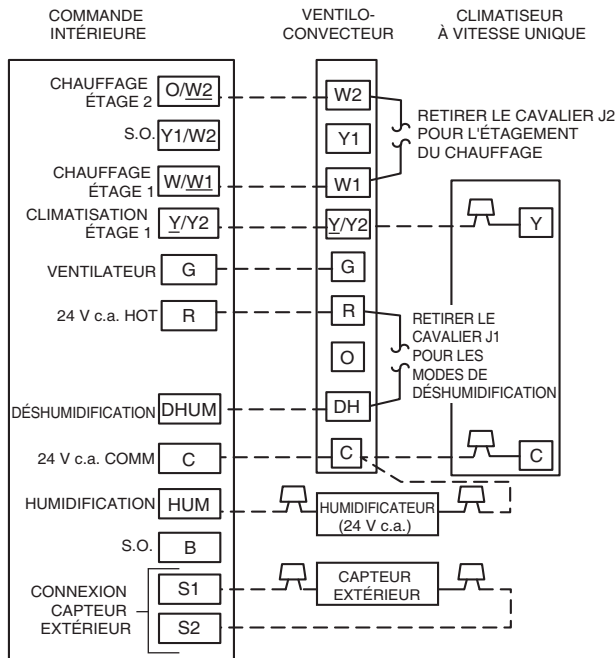 COMMANDE
INTÉRIEURE
VENTILO-
CONVECTEUR
CLIMATISEUR
À VITESSE UNIQUE
CHAUFFAGE
ÉTAGE 2
O/W2
W2
S.O.
Y1/W2
Y1
RETIRER LE CAVALIER J2
POUR L'ÉTAGEMENT
DU CHAUFFAGE
CHAUFFAGE
ÉTAGE 1
W/W1
W1
CLIMATISATION
ÉTAGE 1
Y/Y2
Y/Y2
Y
VENTILATEUR
G
G
24 V c.a. HOT
R
R
O
RETIRER LE
CAVALIER J1
POUR LES
MODES DE
DÉSHUMIDIFICATION
DÉSHUMIDIFICATION
DHUM
DH
24 V c.a. COMM
C
C
C
HUMIDIFICATION
HUM
HUMIDIFICATEUR
(24 V c.a.)
S.O.
B
CONNEXION
CAPTEUR
EXTÉRIEUR
S1
CAPTEUR
EXTÉRIEUR
S2